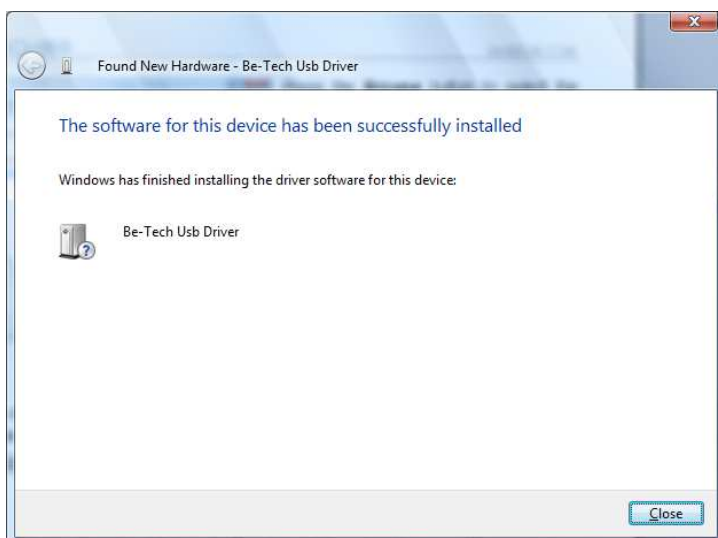 Found New Hardware - Be-Tech Usb Driver
The software for this device has been successfully installed
Windows has finished installing the driver software for this device:
Be-Tech Usb Driver
Close